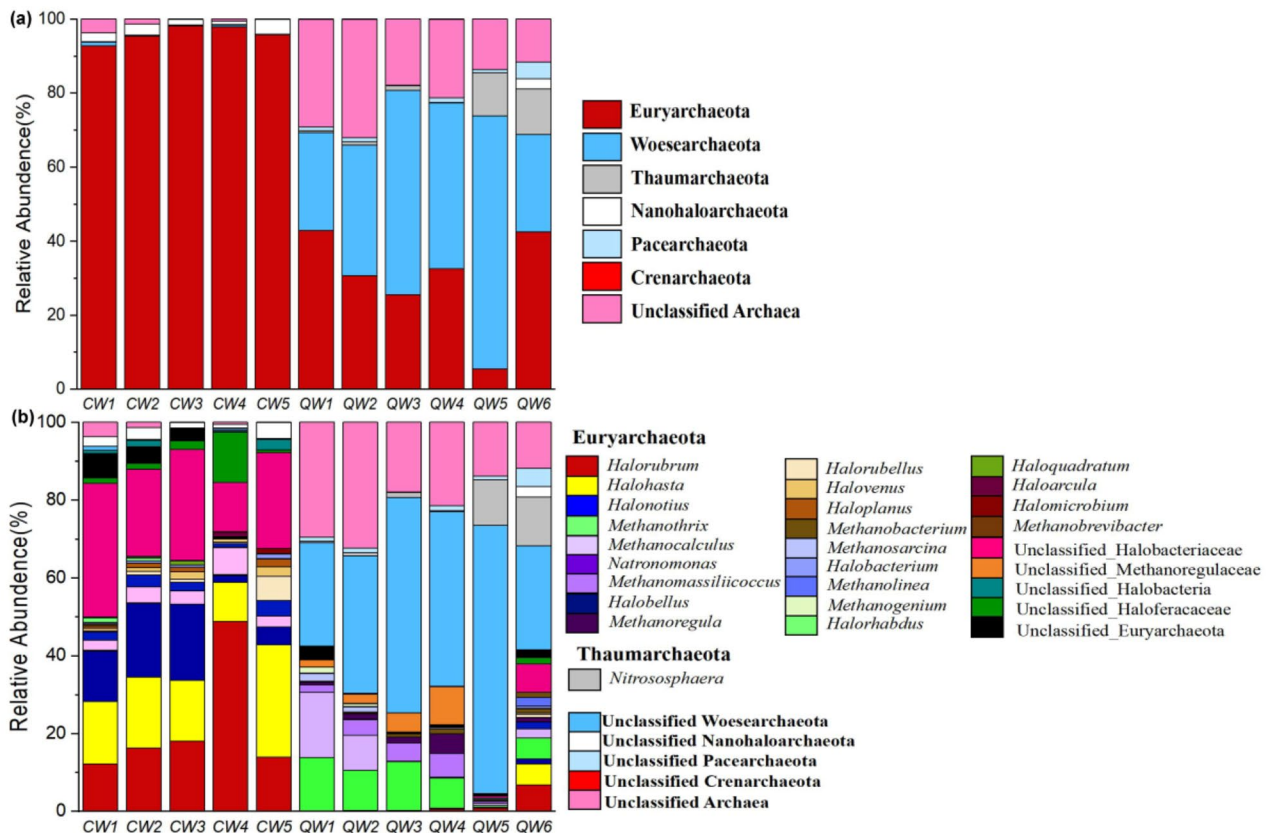 (a)
Relative Abundance(%)
100
80
60
40
20
0
CW1 CW2 CW3 CW4 CW5 QW1 QW2 QW3 QW4 QW5 QW6
Euryarchaeota
Woesearchaeota
Thaumarchaeota
Nanohaloarchaeota
Pacearchaeota
Crenarchaeota
Unclassified Archaea
(b)
Relative Abundance(%)
100
80
60
40
20
0
CW1 CW2 CW3 CW4 CW5 QW1 QW2 QW3 QW4 QW5 QW6
Euryarchaeota
Halorubrum
Halohasta
Halonotius
Methanothrix
Methanocalculus
Natronomonas
Methanomassiliicoccus
Halobellus
Methanoregula
Halorubellus
Halovenus
Haloplanus
Methanobacterium
Methanosarcina
Halobacterium
Methanolinea
Methanogenium
Halorhabdus
Haloquadratum
Haloarcula
Halomicrobium
Methanobrevibacter
Unclassified_Halobacteriaceae
Unclassified_Methanoregulaceae
Unclassified_Halobacteria
Unclassified_Haloferacaceae
Unclassified_Euryarchaeota
Thaumarchaeota
Nitrososphaera
Unclassified Woesearchaeota
Unclassified Nanohaloarchaeota
Unclassified Pacearchaeota
Unclassified Crenarchaeota
Unclassified Archaea